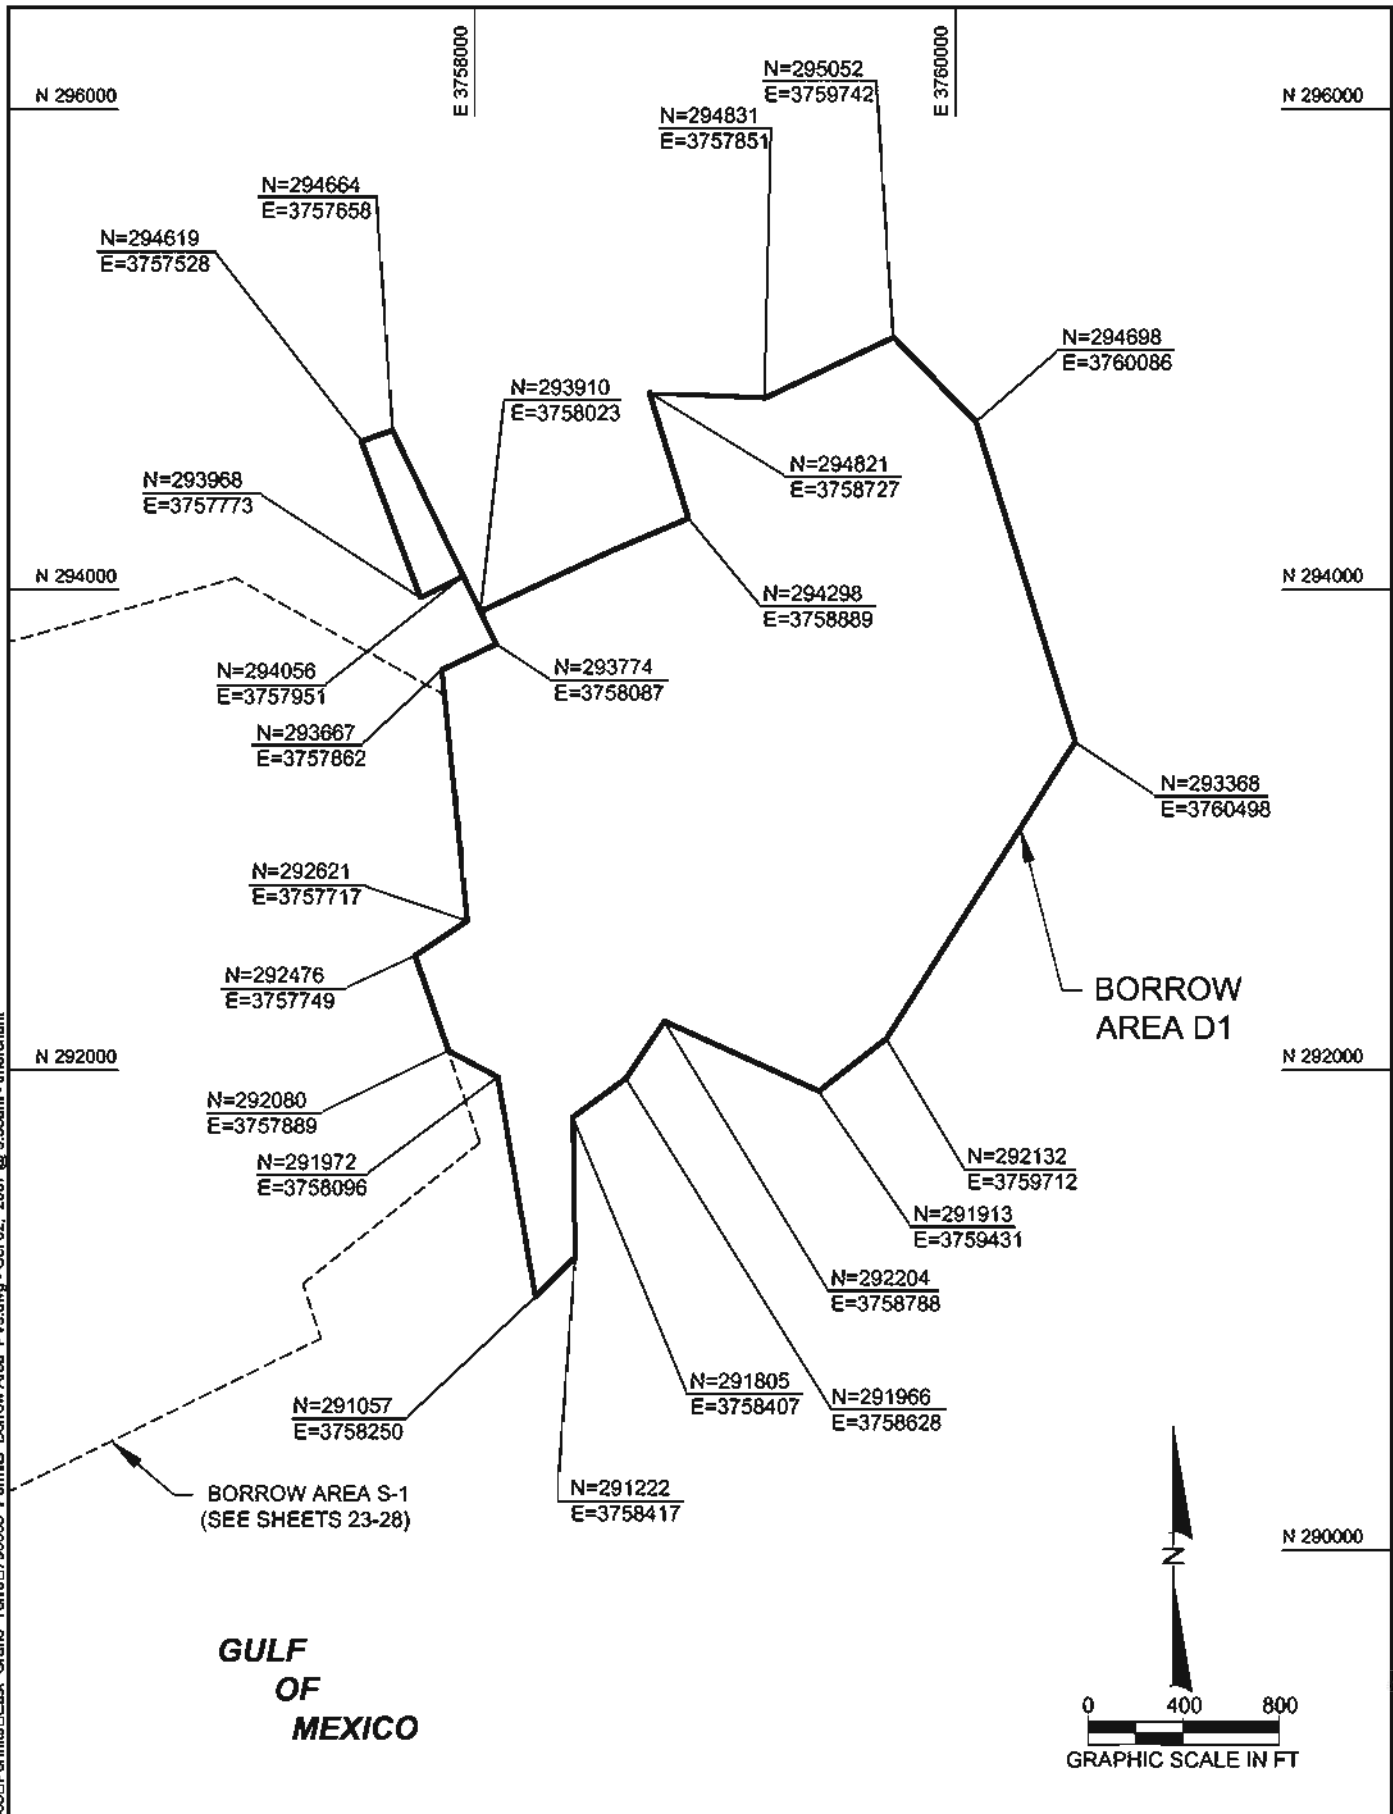 E 3758000
E 3760000
N 296000
N 296000
N=295052
E=3759742
N=294831
E=3757851
N=294664
E=3757658
N=294619
E=3757528
N=294698
E=3760086
N=293910
E=3758023
N=294821
E=3758727
N=293968
E=3757773
N 294000
N 294000
N=294298
E=3758889
N=294056
E=3757951
N=293774
E=3758087
N=293667
E=3757862
N=293368
E=3760498
N=292621
E=3757717
N=292476
E=3757749
BORROW
AREA D1
N 292000
N 292000
N=292080
E=3757889
N=291972
E=3758096
N=292132
E=3759712
N=291913
E=3759431
N=292204
E=3758788
N=291805
E=3758407
N=291966
E=3758628
N=291057
E=3758250
N=291222
E=3758417
BORROW AREA S-1
(SEE SHEETS 23-28)
N 290000
N
GULF
OF
MEXICO
0 400 800
GRAPHIC SCALE IN FT